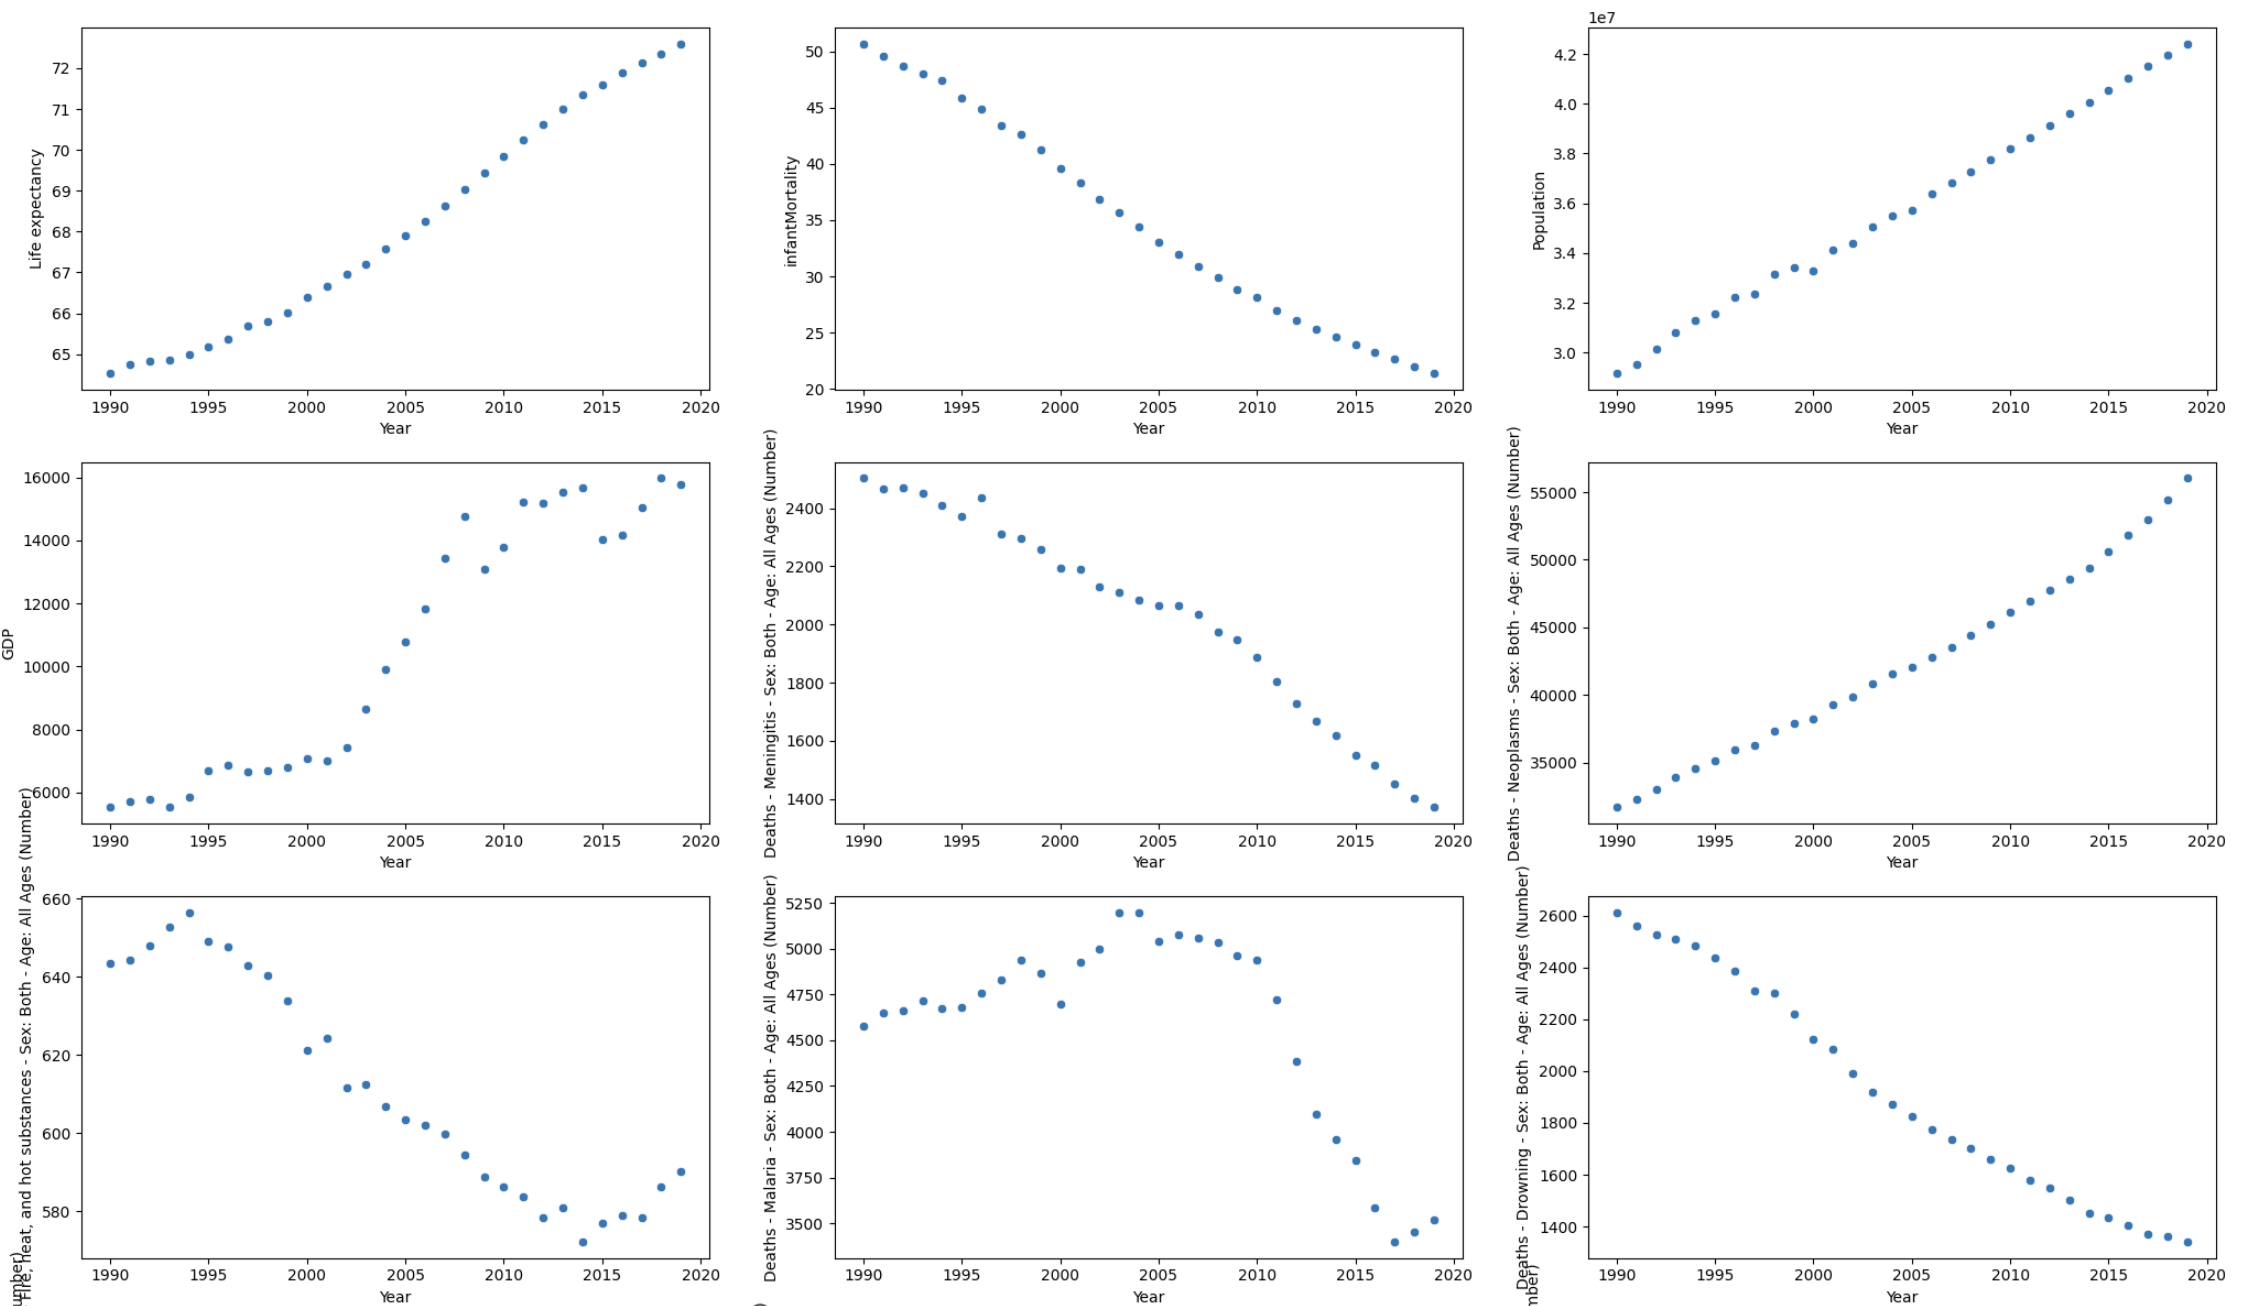 72
71
70
69
68
67
66
65
Life expectancy
1990 1995 2000 2005 2010 2015 2020
Year
50
45
40
35
30
25
20
infantMortality
1990 1995 2000 2005 2010 2015 2020
Year
1e7
4.2
4.0
3.8
3.6
3.4
3.2
3.0
Population
1990 1995 2000 2005 2010 2015 2020
Year
16000
14000
12000
10000
8000
6000
GDP
1990 1995 2000 2005 2010 2015 2020
Year
2400
2200
2000
1800
1600
1400
Deaths - Meningitis - Sex: Both - Age: All Ages (Number)
1990 1995 2000 2005 2010 2015 2020
Year
55000
50000
45000
40000
35000
Deaths - Neoplasms - Sex: Both - Age: All Ages (Number)
1990 1995 2000 2005 2010 2015 2020
Year
660
640
620
600
580
Fire, heat, and hot substances - Sex: Both - Age: All Ages (Number)
1990 1995 2000 2005 2010 2015 2020
Year
5250
5000
4750
4500
4250
4000
3750
3500
Deaths - Malaria - Sex: Both - Age: All Ages (Number)
1990 1995 2000 2005 2010 2015 2020
Year
2600
2400
2200
2000
1800
1600
1400
Deaths - Drowning - Sex: Both - Age: All Ages (Number)
1990 1995 2000 2005 2010 2015 2020
Year